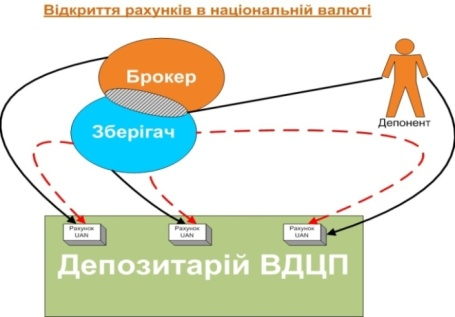 Відкриття рахунків в національній валюті
Брокер
Зберігач
Депонент
Рахунок
UAN
Рахунок
UAN
Рахунок
UAN
Депозитарій ВДЦП